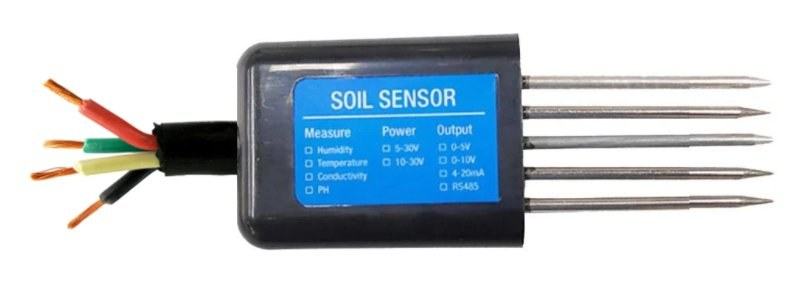 SOIL SENSOR
Measure Power Output
☐ Humidity ☐ 5-30V ☐ 0-5V
☐ Temperature ☐ 10-30V ☐ 0-10V
☐ Conductivity ☐ 4-20mA
☐ PH ☐ RS485